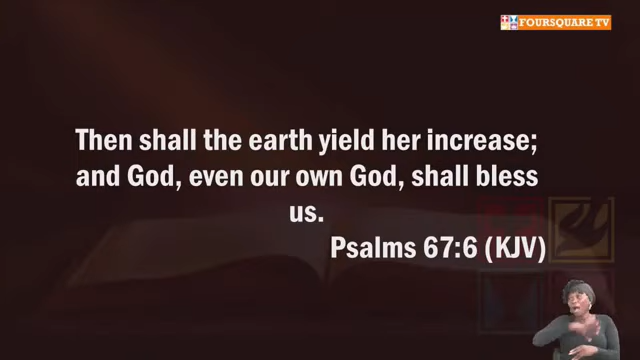 FOURSQUARE TV
Then shall the earth yield her increase;
and God, even our own God, shall bless
us.
Psalms 67:6 (KJV)